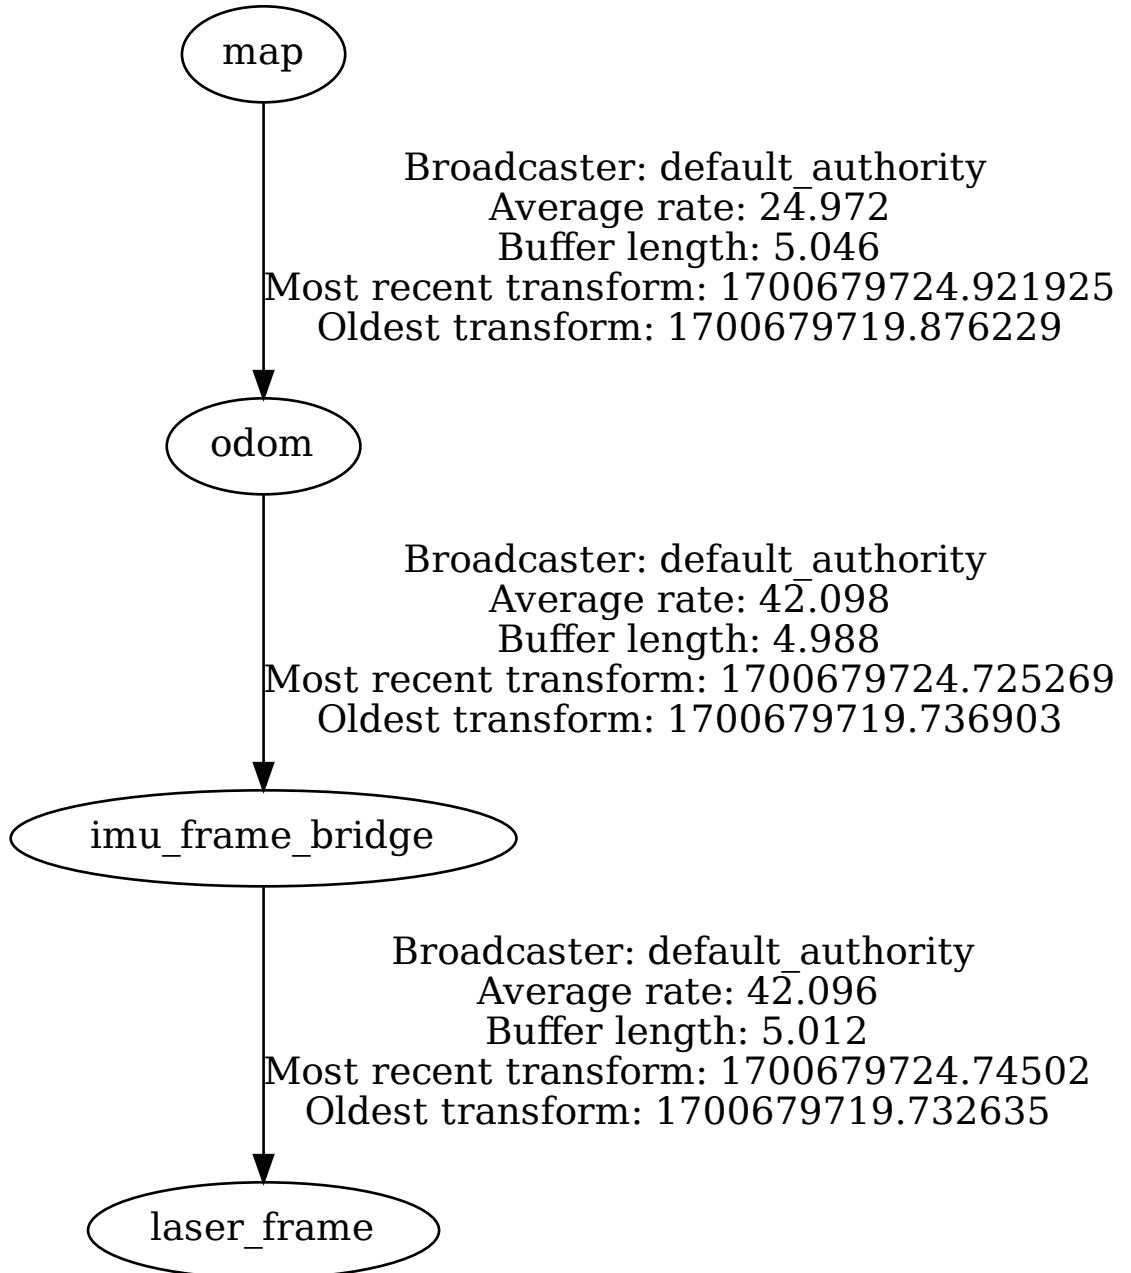 map
Broadcaster: default_authority
Average rate: 24.972
Buffer length: 5.046
Most recent transform: 1700679724.921925
Oldest transform: 1700679719.876229
odom
Broadcaster: default_authority
Average rate: 42.098
Buffer length: 4.988
Most recent transform: 1700679724.725269
Oldest transform: 1700679719.736903
imu_frame_bridge
Broadcaster: default_authority
Average rate: 42.096
Buffer length: 5.012
Most recent transform: 1700679724.74502
Oldest transform: 1700679719.732635
laser_frame